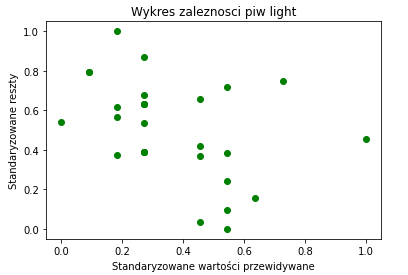 Wykres zaleznosci piw light
1.0
0.8
0.6
0.4
0.2
0.0
Standaryzowane reszty
0.0 0.2 0.4 0.6 0.8 1.0
Standaryzowane wartości przewidywane